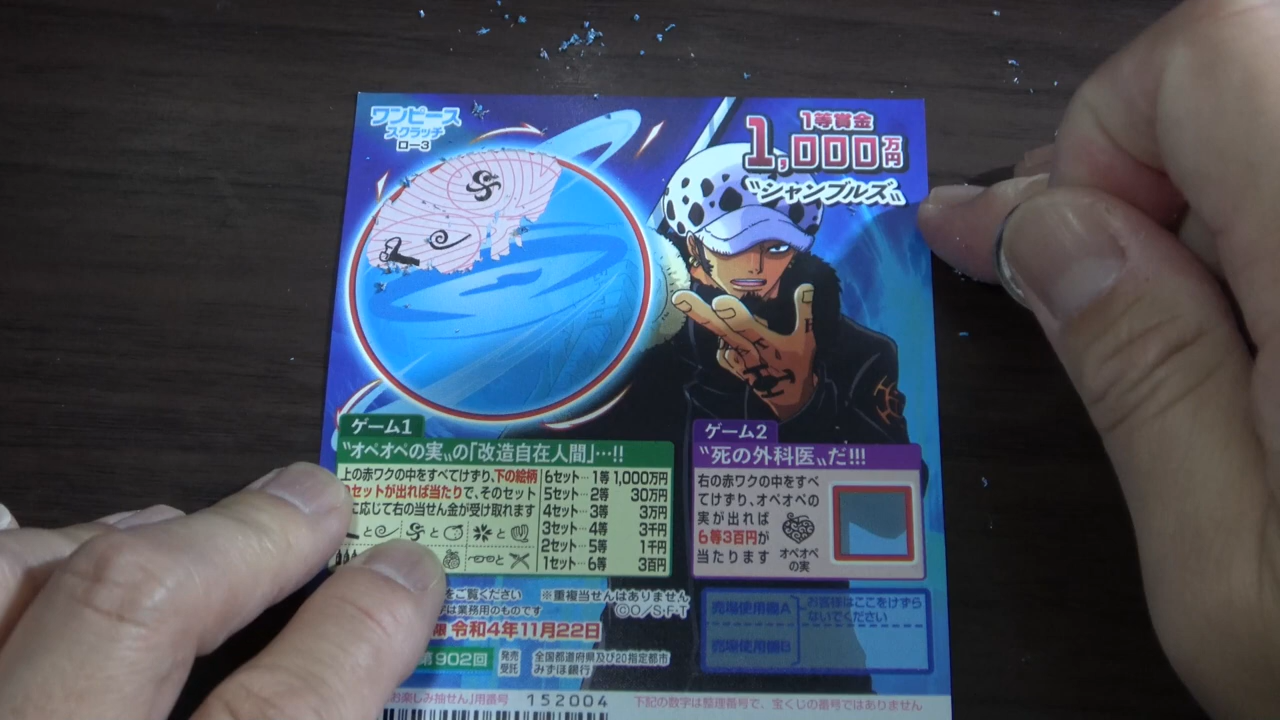 ワンピース
スクラッチ
ロー3
1等賞金
1,000万円
"シャンブルズ"
ゲーム1
"オペオペの実"の「改造自在人間」…!!
上の赤ワクの中をすべてけずり、下の絵柄
のセットが出れば当たりで、そのセット
に応じて右の当せん金が受け取れます
と と と
と と
6セット… 1等 1,000万円
5セット… 2等 30万円
4セット… 3等 3万円
3セット… 4等 3千円
2セット… 5等 1千円
1セット… 6等 3百円
ゲーム2
"死の外科医"だ!!!
右の赤ワクの中をすべ
てけずり、オペオペの
実が出れば
6等3百円が
当たります
オペオペ
の実
をご覧ください ※重複当せんはありません
は業務用のものです ©O/S・F・T
限 令和4年11月22日
第902回
発売 全国都道府県及び20指定都市
受託 みずほ銀行
売場使用欄A
売場使用欄B
お客様はここをけずら
ないでください
お楽しみ抽せん」用番号 152004
下記の数字は整理番号で、宝くじの番号ではありません